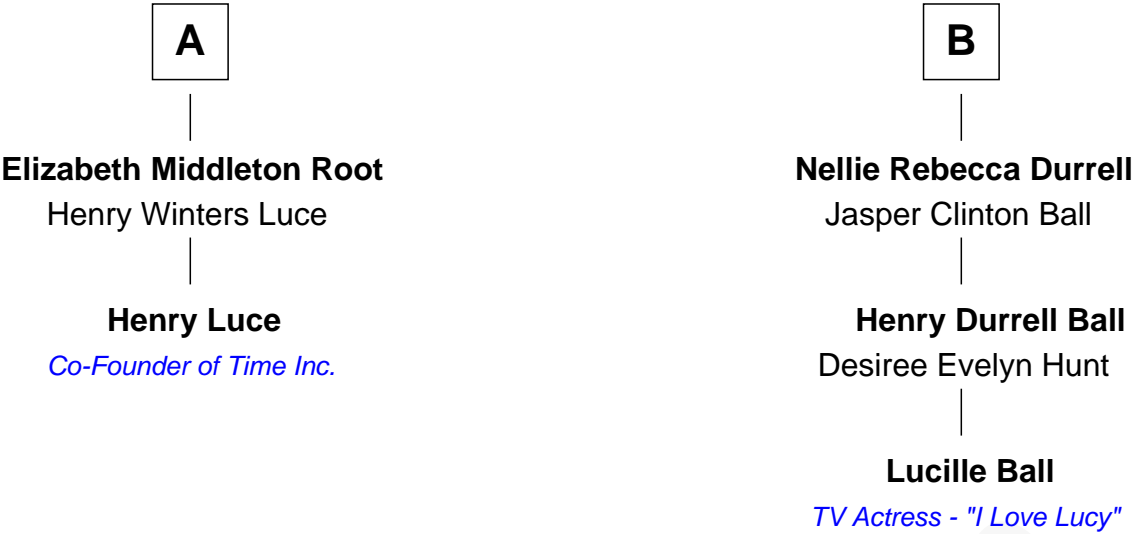 A
B
Elizabeth Middleton Root
Henry Winters Luce
Henry Luce
Co-Founder of Time Inc.
Nellie Rebecca Durrell
Jasper Clinton Ball
Henry Durrell Ball
Desiree Evelyn Hunt
Lucille Ball
TV Actress - "I Love Lucy"